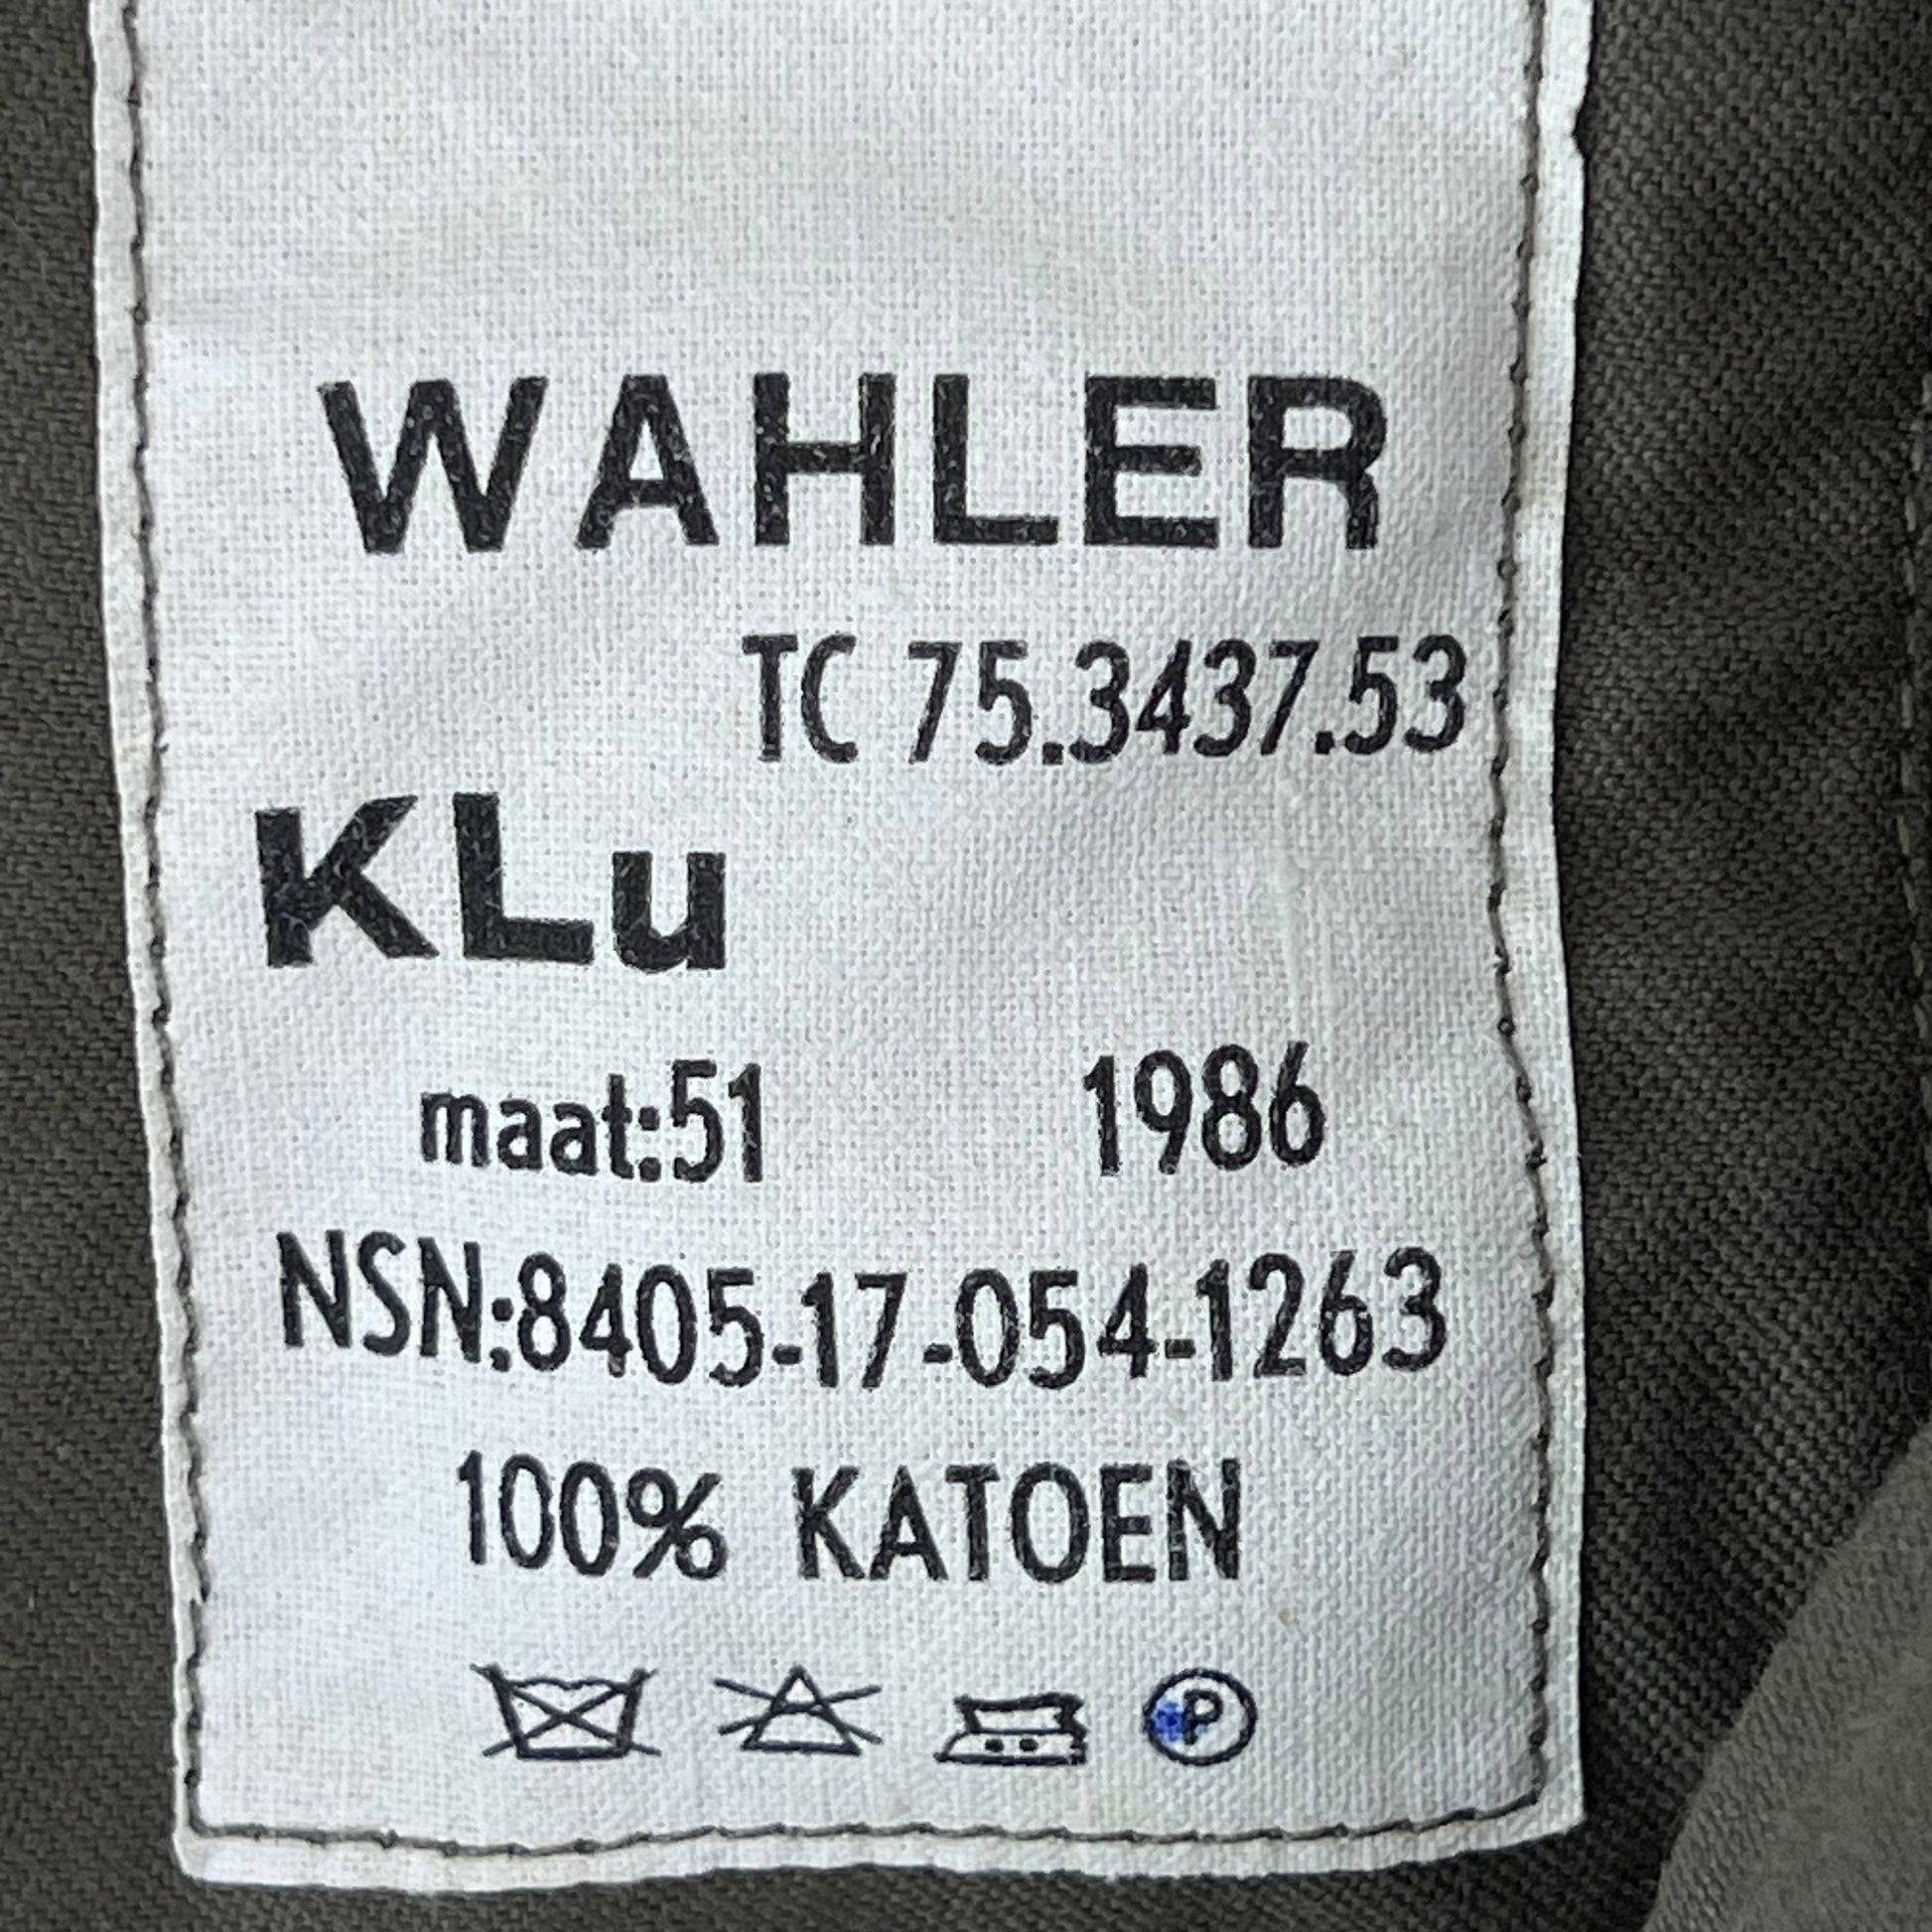 WAHLER
TC 75.3437.53
KLu
maat:51 1986
NSN:8405-17-054-1263
100% KATOEN
P